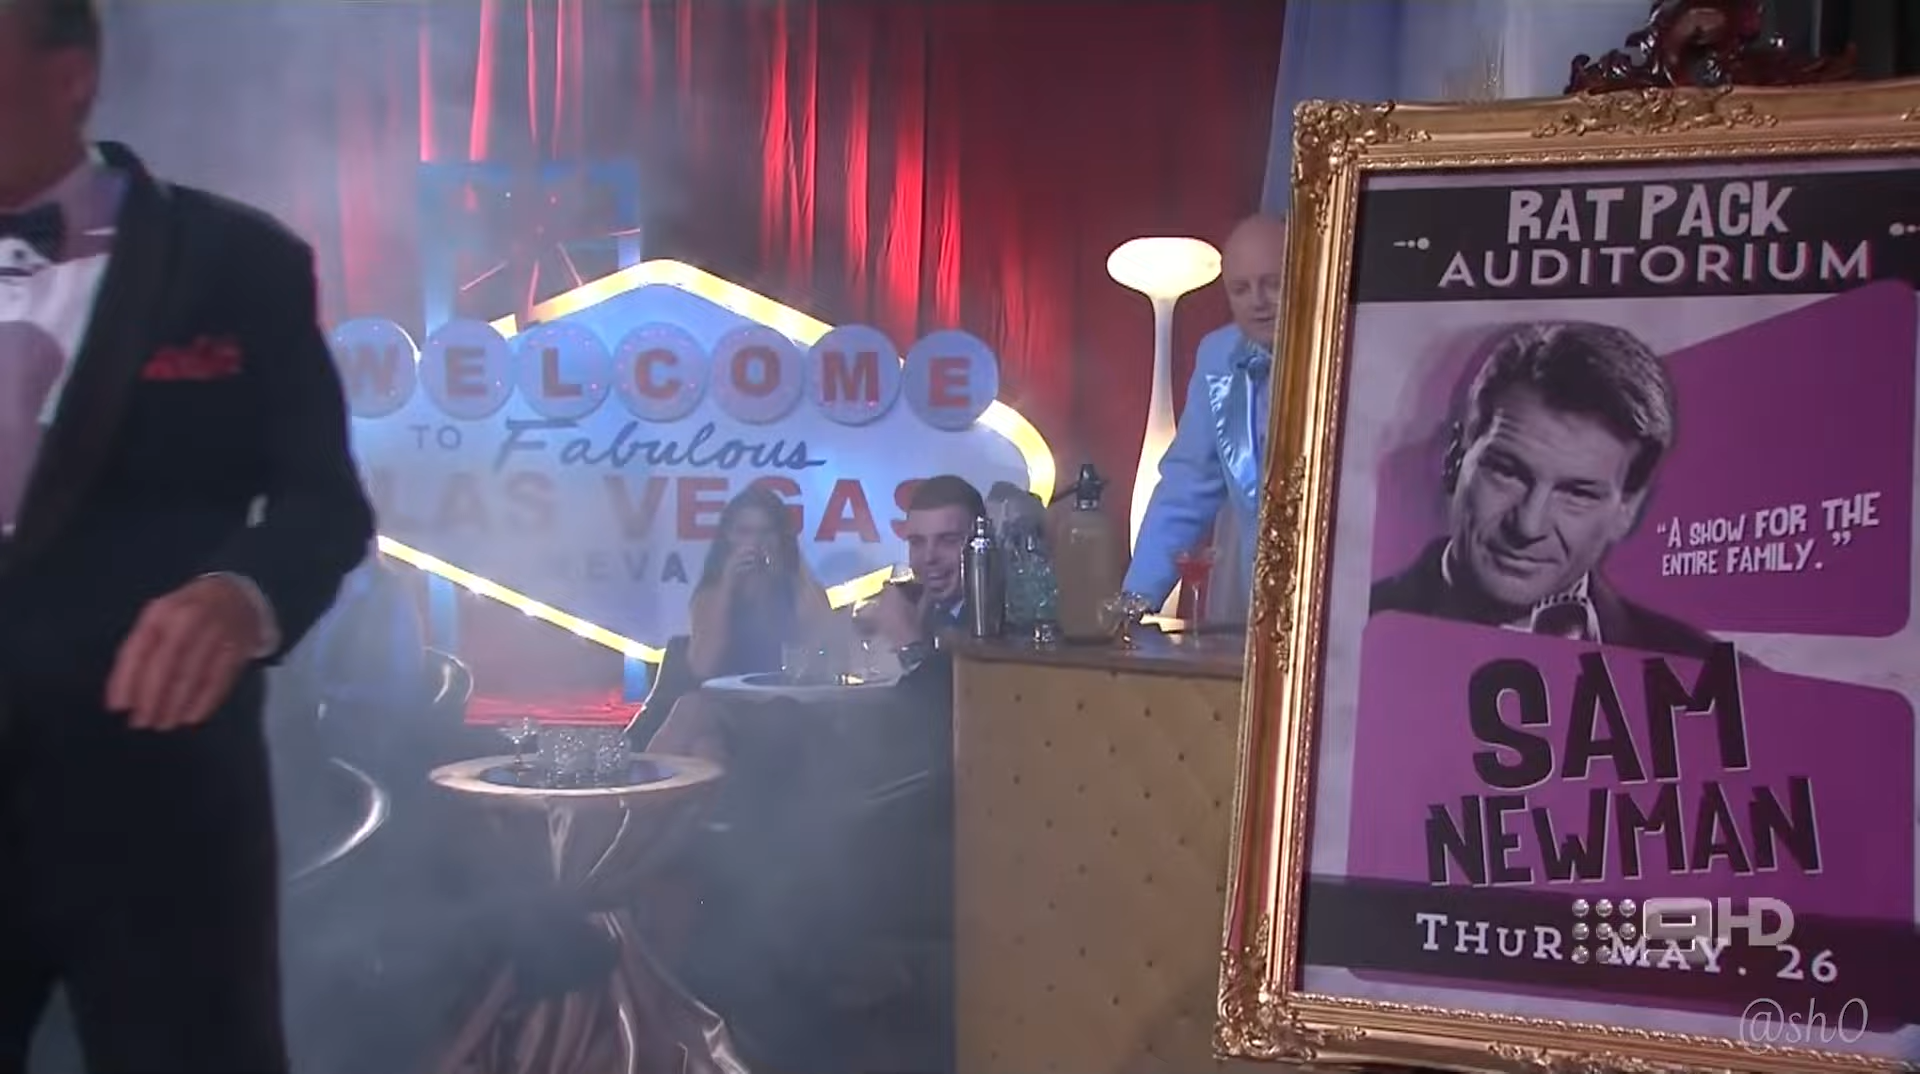 WELCOME
TO Fabulous
LAS VEGAS
EVA
RAT PACK
AUDITORIUM
"A SHOW FOR THE
ENTIRE FAMILY."
SAM
NEWMAN
THUR. MAY. 26
9HD
@sh0